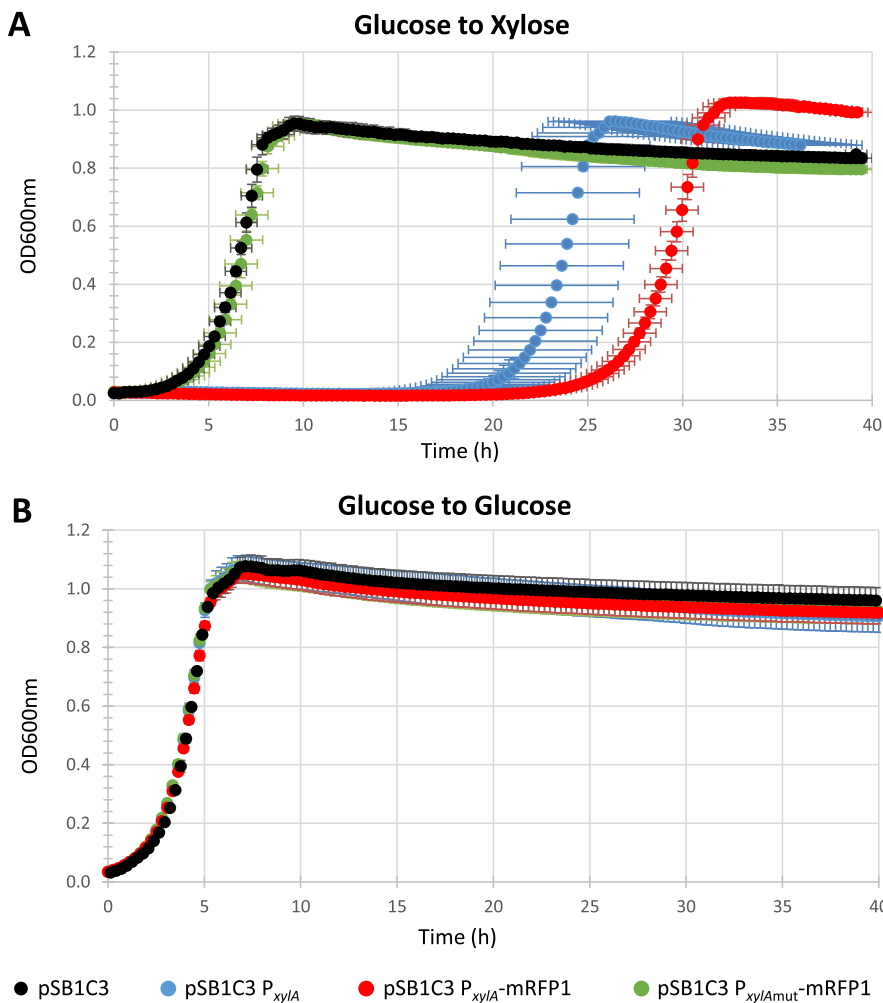 A
Glucose to Xylose
1.2
1.0
0.8
0.6
0.4
0.2
0.0
OD600nm
0 5 10 15 20 25 30 35 40
Time (h)
B
Glucose to Glucose
1.2
1.0
0.8
0.6
0.4
0.2
0.0
OD600nm
0 5 10 15 20 25 30 35 40
Time (h)
pSB1C3 pSB1C3 PxylA pSB1C3 PxylA-mRFP1 pSB1C3 PxylAmut-mRFP1